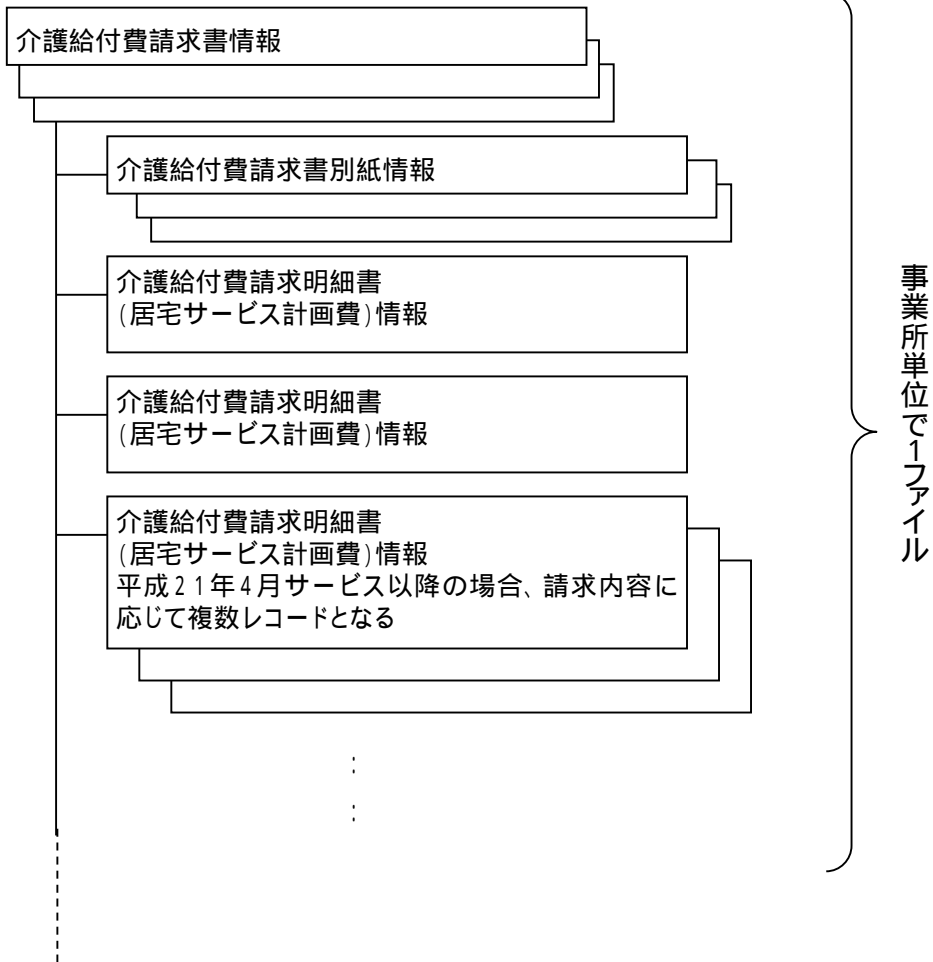 介護給付費請求書情報
介護給付費請求書別紙情報
介護給付費請求明細書
(居宅サービス計画費)情報
介護給付費請求明細書
(居宅サービス計画費)情報
介護給付費請求明細書
(居宅サービス計画費)情報
平成21年4月サービス以降の場合、請求内容に
応じて複数レコードとなる
:
:
事業所単位で1ファイル